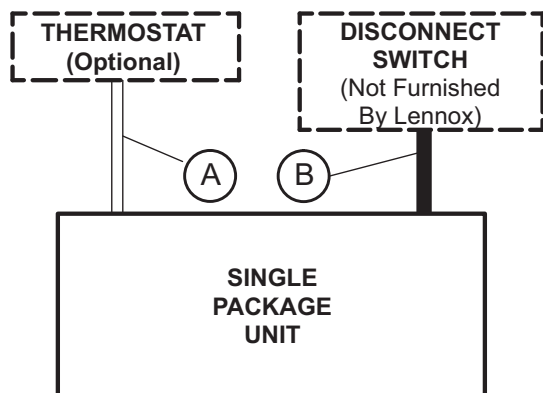 THERMOSTAT
(Optional)
DISCONNECT
SWITCH
(Not Furnished
By Lennox)
A
B
SINGLE
PACKAGE
UNIT